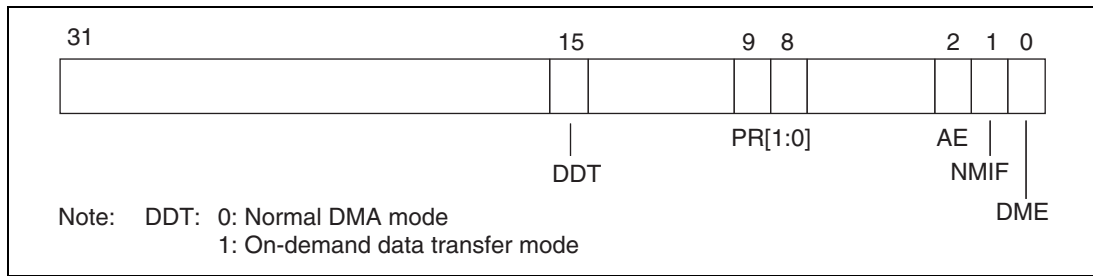 31 15 9 8 2 1 0
PR[1:0] AE
DDT NMIF
DME
Note: DDT: 0: Normal DMA mode
1: On-demand data transfer mode